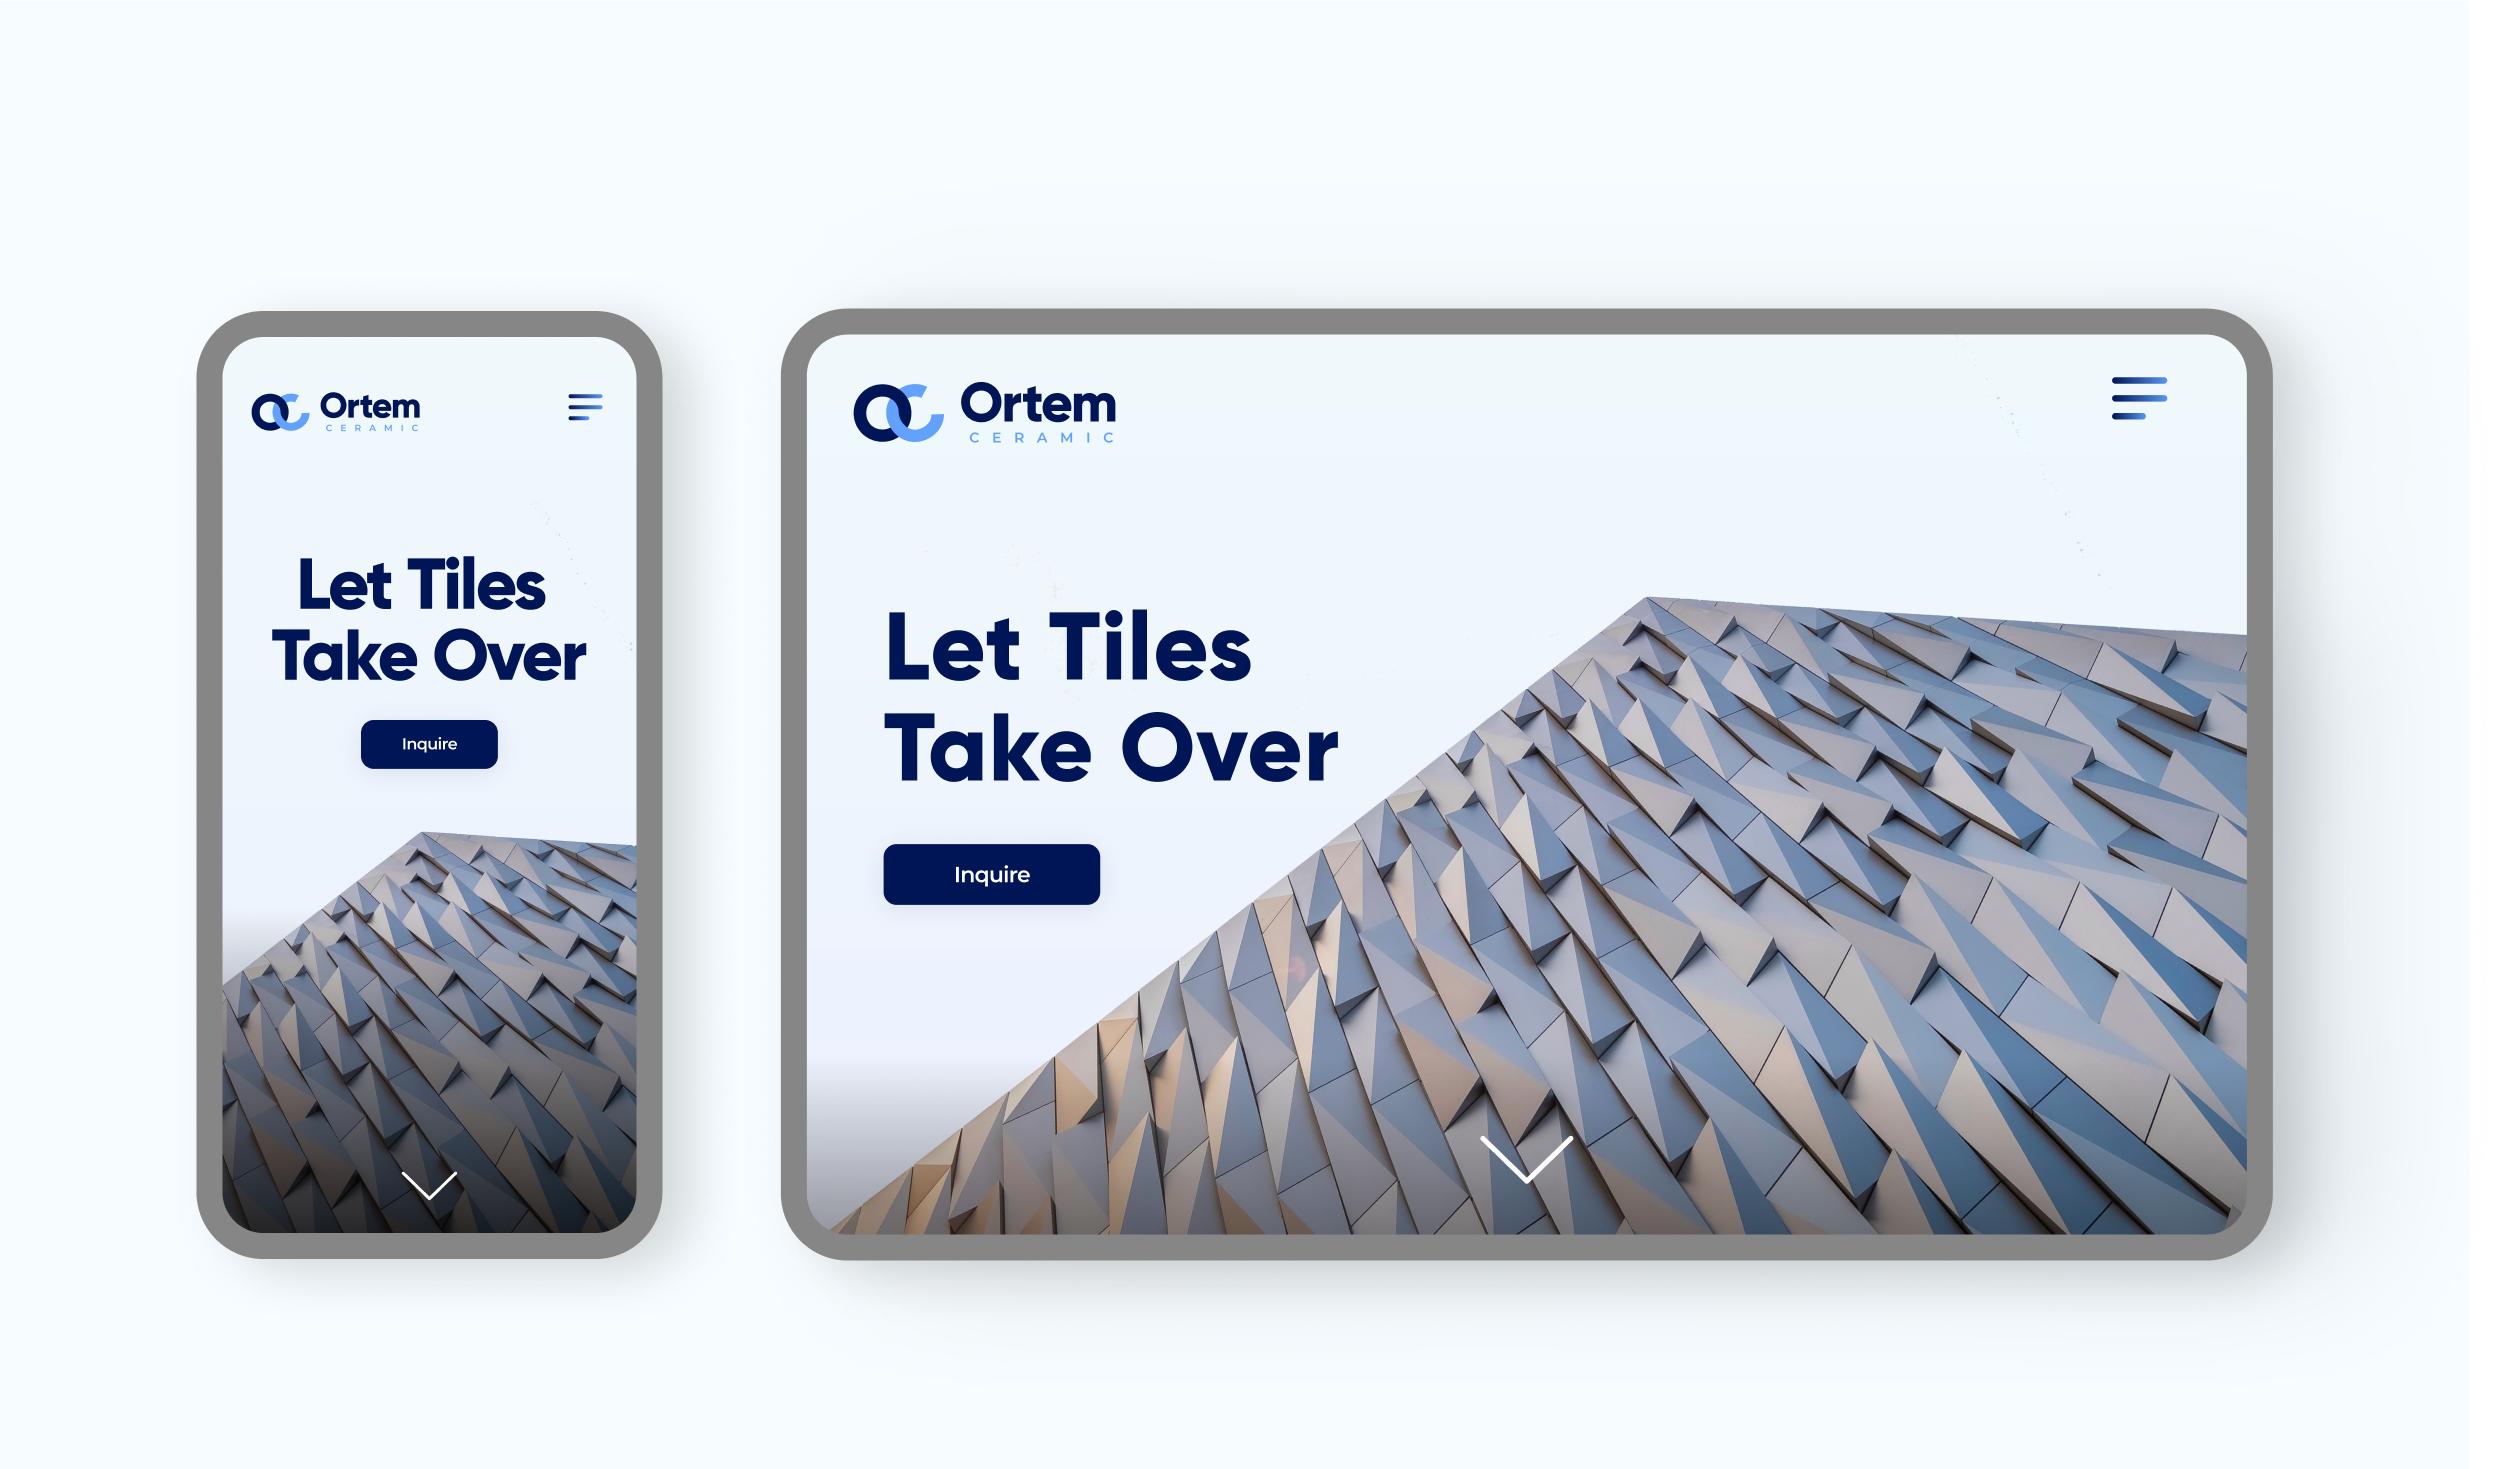 Ortem
CERAMIC
Let Tiles
Take Over
Inquire
Ortem
CERAMIC
Let Tiles
Take Over
Inquire